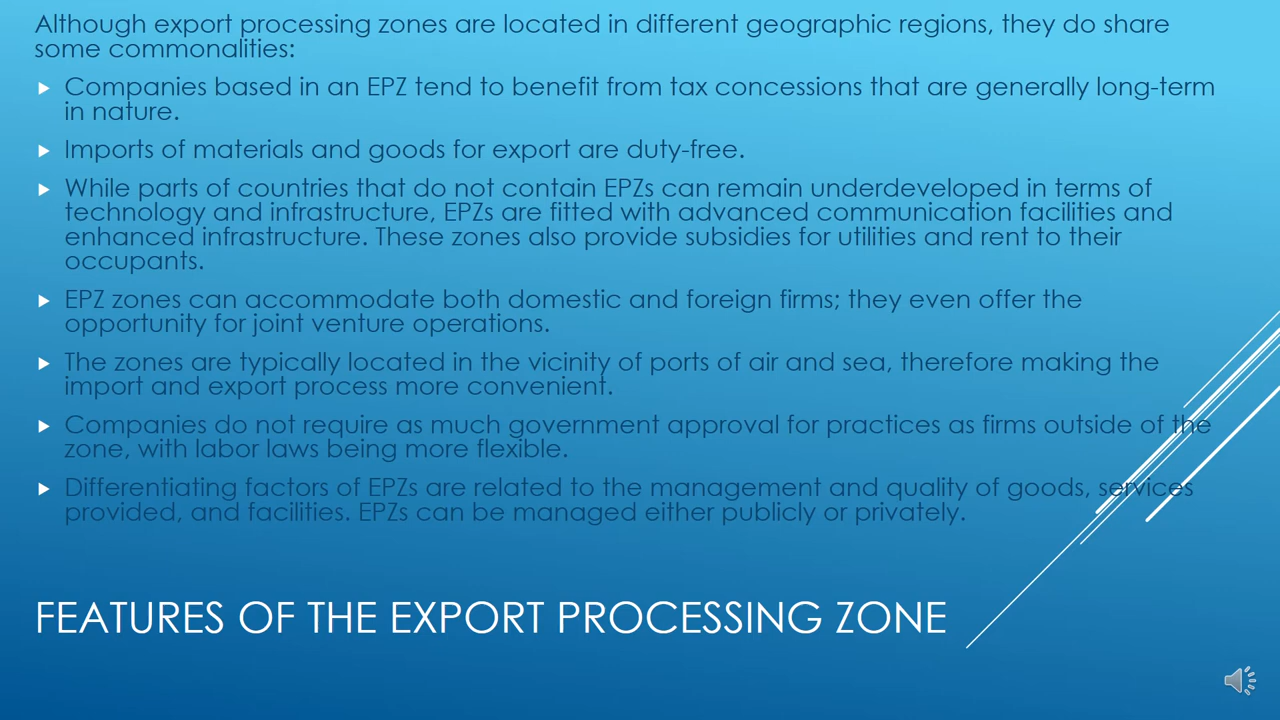 Although export processing zones are located in different geographic regions, they do share
some commonalities:
Companies based in an EPZ tend to benefit from tax concessions that are generally long-term
in nature.
Imports of materials and goods for export are duty-free.
While parts of countries that do not contain EPZs can remain underdeveloped in terms of
technology and infrastructure, EPZs are fitted with advanced communication facilities and
enhanced infrastructure. These zones also provide subsidies for utilities and rent to their
occupants.
EPZ zones can accommodate both domestic and foreign firms; they even offer the
opportunity for joint venture operations.
The zones are typically located in the vicinity of ports of air and sea, therefore making the
import and export process more convenient.
Companies do not require as much government approval for practices as firms outside of the
zone, with labor laws being more flexible.
Differentiating factors of EPZs are related to the management and quality of goods, services
provided, and facilities. EPZs can be managed either publicly or privately.
FEATURES OF THE EXPORT PROCESSING ZONE